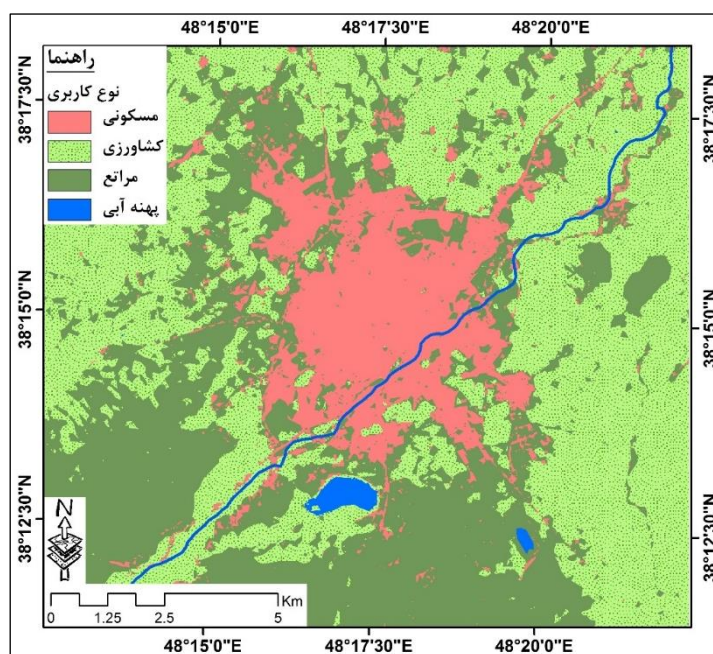 48°15'0"E 48°17'30"E 48°20'0"E
راهنما
نوع کاربری
مسکونی
کشاورزی
مراتع
پهنه آبی
38°17'30"N 38°17'30"N
38°15'0"N 38°15'0"N
38°12'30"N 38°12'30"N
N
Km
0 1.25 2.5 5
48°15'0"E 48°17'30"E 48°20'0"E